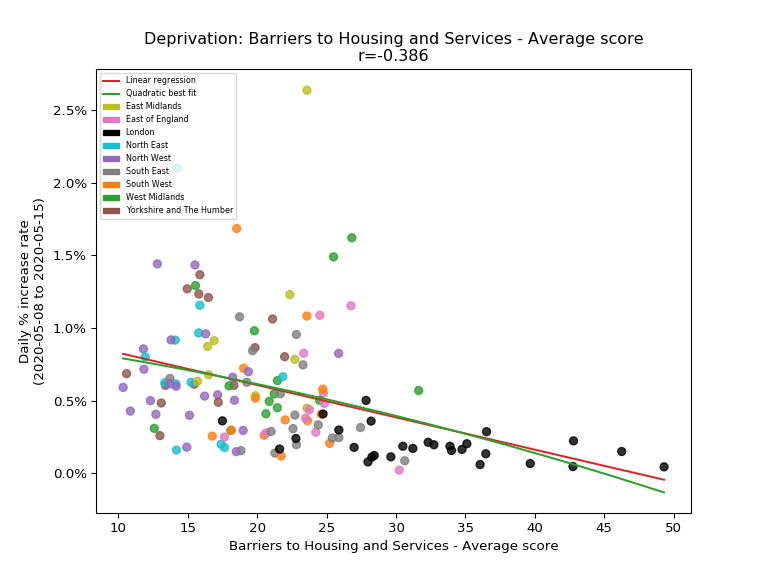 Deprivation: Barriers to Housing and Services - Average score
r=-0.386
Linear regression
Quadratic best fit
East Midlands
East of England
London
North East
North West
South East
South West
West Midlands
Yorkshire and The Humber
2.5%
2.0%
1.5%
1.0%
0.5%
0.0%
Daily % increase rate
(2020-05-08 to 2020-05-15)
10 15 20 25 30 35 40 45 50
Barriers to Housing and Services - Average score